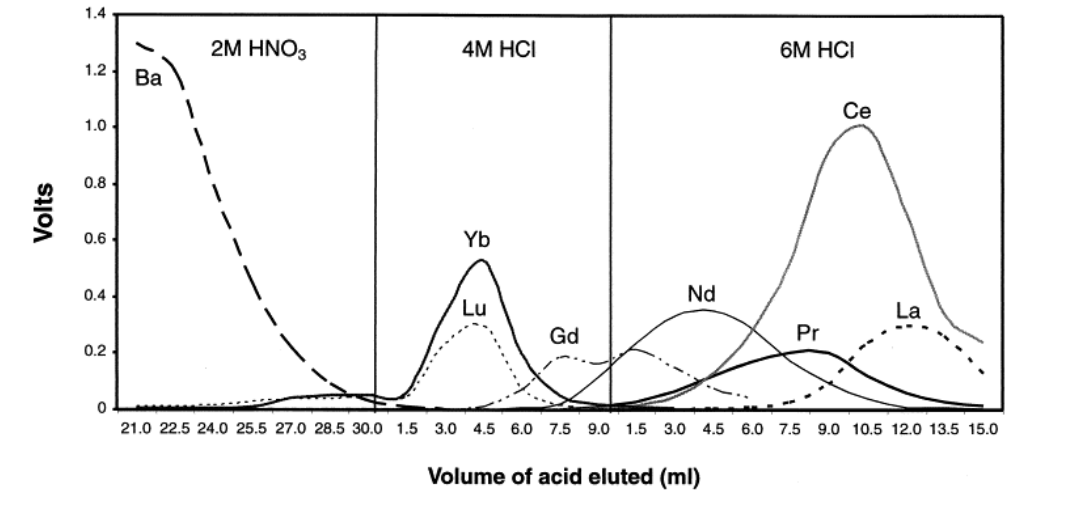 1.4
2M HNO₃ 4M HCl 6M HCl
1.2
Ba
Ce
1.0
0.8
Volts
0.6
Yb
0.4
Lu
Nd
La
Gd
Pr
0.2
0
21.0 22.5 24.0 25.5 27.0 28.5 30.0 1.5 3.0 4.5 6.0 7.5 9.0 1.5 3.0 4.5 6.0 7.5 9.0 10.5 12.0 13.5 15.0
Volume of acid eluted (ml)